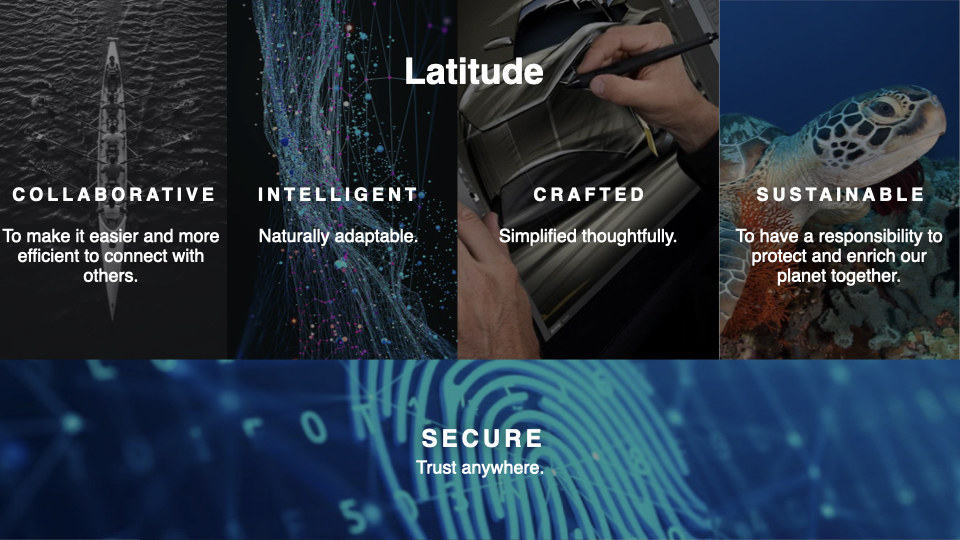 Latitude
COLLABORATIVE
To make it easier and more
efficient to connect with
others.
INTELLIGENT
Naturally adaptable.
CRAFTED
Simplified thoughtfully.
SUSTAINABLE
To have a responsibility to
protect and enrich our
planet together.
SECURE
Trust anywhere.